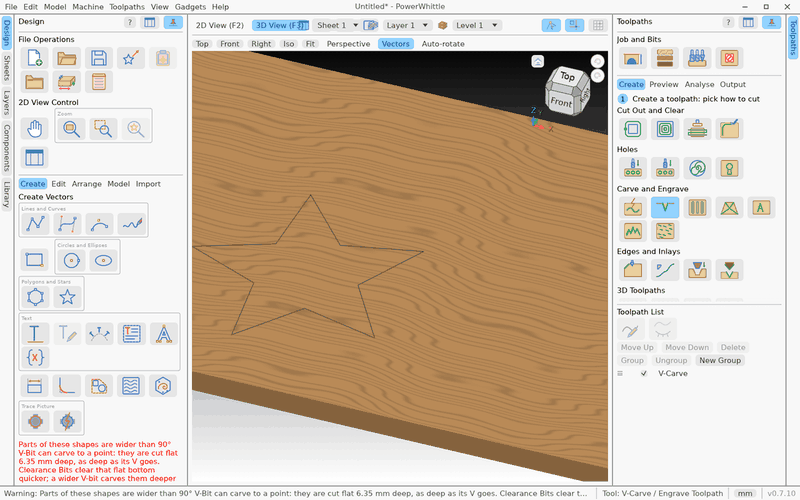 Untitled* - PowerWhittle
File Edit Model Machine Toolpaths View Gadgets Help
Design
?
2D View (F2) 3D View (F3) Sheet 1 Layer 1 Level 1
Toolpaths
?
Design
Sheets
Layers
Components
Library
File Operations
2D View Control
Zoom
Create Edit Arrange Model Import
Create Vectors
Lines and Curves
Circles and Ellipses
Polygons and Stars
Text
Trace Picture
Parts of these shapes are wider than 90°
V-Bit can carve to a point: they are cut flat
6.35 mm deep, as deep as its V goes.
Clearance Bits clear that flat bottom
quicker; a wider V-bit carves them deeper
Top Front Right Iso Fit Perspective Vectors Auto-rotate
Top
Front
Right
Z
Y
X
Job and Bits
Create Preview Analyse Output
1 Create a toolpath: pick how to cut
Cut Out and Clear
Holes
Carve and Engrave
Edges and Inlays
3D Toolpaths
Toolpath List
Move Up Move Down Delete
Group Ungroup New Group
V-Carve
Toolpaths
Warning: Parts of these shapes are wider than 90° V-Bit can carve to a point: they are cut flat 6.35 mm deep, as deep as its V goes. Clearance Bits clear t... Tool: V-Carve / Engrave Toolpath mm v0.7.10